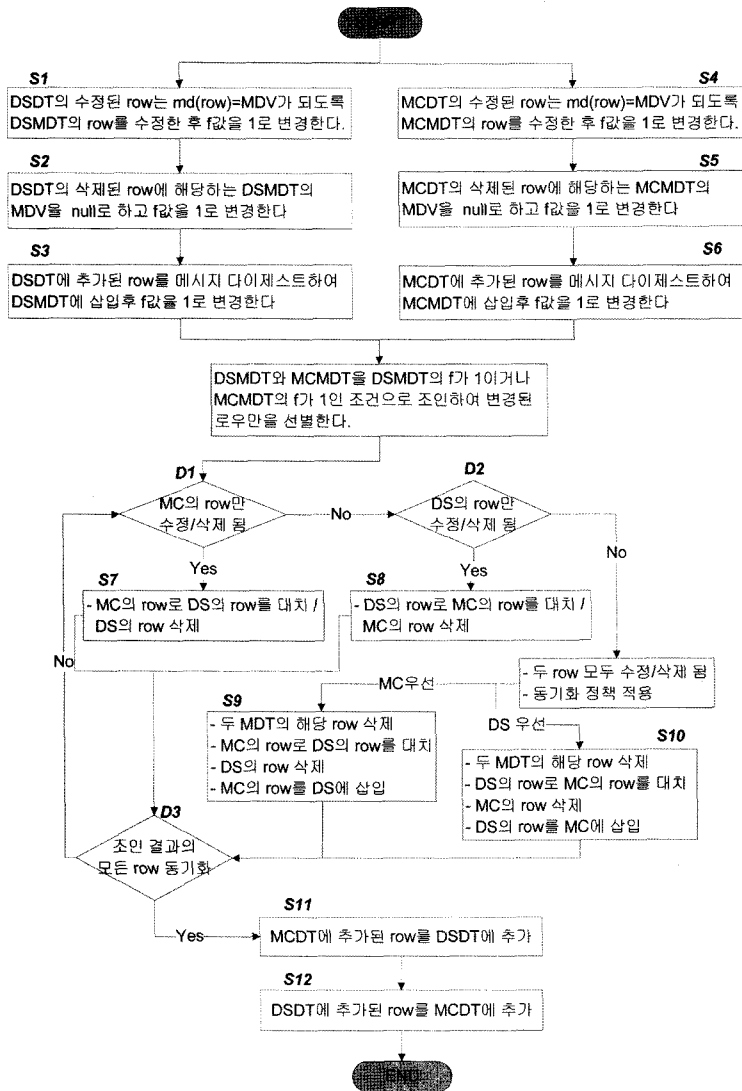 S1
DSDT의 수정된 row는 md(row)=MDV가 되도록
DSMDT의 row를 수정한 후 f값을 1로 변경한다.
S2
DSDT의 삭제된 row에 해당하는 DSMDT의
MDV을 null로 하고 f값을 1로 변경한다
S3
DSDT에 추가된 row를 메시지 다이제스트하여
DSMDT에 삽입후 f값을 1로 변경한다
S4
MCDT의 수정된 row는 md(row)=MDV가 되도록
MCMDT의 row를 수정한 후 f값을 1로 변경한다.
S5
MCDT의 삭제된 row에 해당하는 MCMDT의
MDV을 null로 하고 f값을 1로 변경한다
S6
MCDT에 추가된 row를 메시지 다이제스트하여
MCMDT에 삽입후 f값을 1로 변경한다
DSMDT와 MCMDT을 DSMDT의 f가 1이거나
MCMDT의 f가 1인 조건으로 조인하여 변경된
로우만을 선별한다.
D1
MC의 row만
수정/삭제 됨
No
D2
DS의 row만
수정/삭제 됨
No
Yes
Yes
S7
- MC의 row로 DS의 row를 대치 /
DS의 row 삭제
S8
- DS의 row로 MC의 row를 대치 /
MC의 row 삭제
No
- 두 row 모두 수정/삭제 됨
- 동기화 정책 적용
MC우선
DS 우선
S9
- 두 MDT의 해당 row 삭제
- MC의 row로 DS의 row를 대치
- DS의 row 삭제
- MC의 row를 DS에 삽입
S10
- 두 MDT의 해당 row 삭제
- DS의 row로 MC의 row를 대치
- MC의 row 삭제
- DS의 row를 MC에 삽입
D3
조인 결과의
모든 row 동기화
Yes
S11
MCDT에 추가된 row를 DSDT에 추가
S12
DSDT에 추가된 row를 MCDT에 추가
END